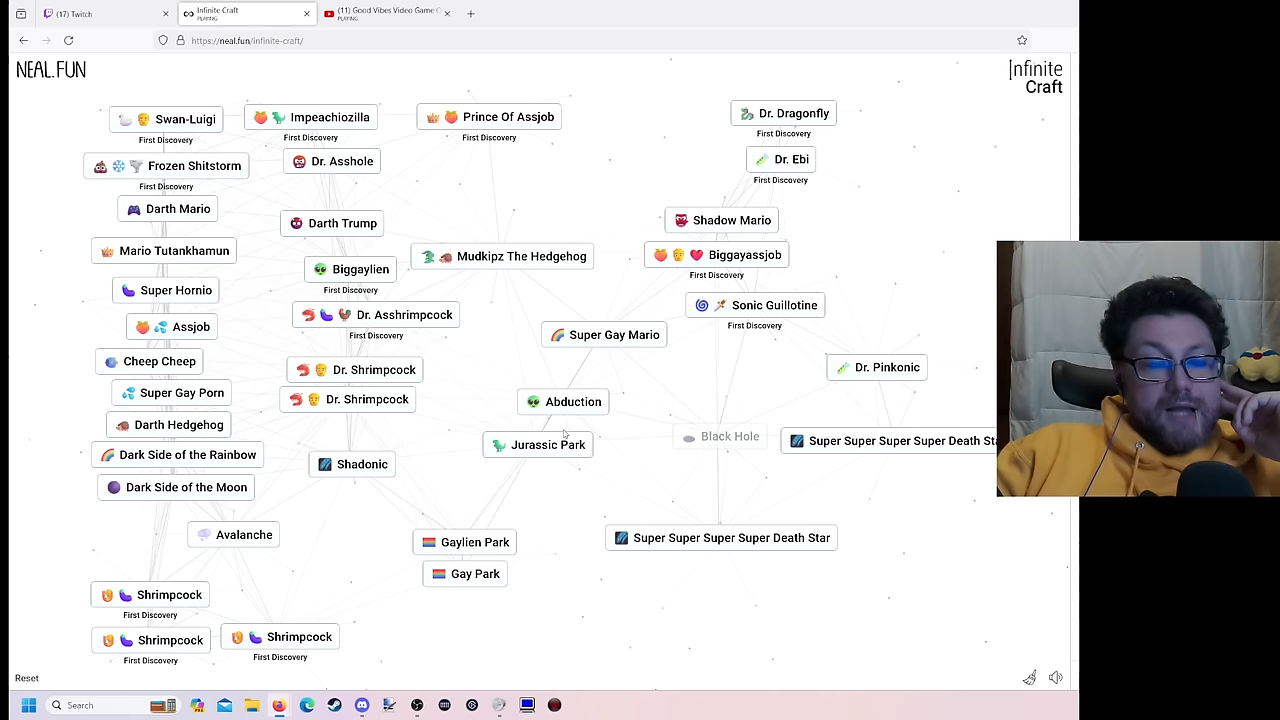 (17) Twitch
Infinite Craft
PLAYING
(11) Good Vibes Video Game C
PLAYING
https://neal.fun/infinite-craft/
NEAL.FUN
Infinite
Craft
Swan-Luigi
First Discovery
Impeachiozilla
First Discovery
Prince Of Assjob
First Discovery
Dr. Dragonfly
First Discovery
Frozen Shitstorm
First Discovery
Dr. Asshole
Dr. Ebi
First Discovery
Darth Mario
Darth Trump
Shadow Mario
Mario Tutankhamun
Mudkipz The Hedgehog
Biggayassjob
First Discovery
Biggaylien
First Discovery
Super Hornio
Sonic Guillotine
First Discovery
Dr. Asshrimpcock
First Discovery
Assjob
Super Gay Mario
Cheep Cheep
Dr. Shrimpcock
Dr. Pinkonic
Super Gay Porn
Dr. Shrimpcock
Abduction
Darth Hedgehog
Jurassic Park
Black Hole
Super Super Super Super Death Sta
Dark Side of the Rainbow
Shadonic
Dark Side of the Moon
Avalanche
Gaylien Park
Super Super Super Super Death Star
Gay Park
Shrimpcock
First Discovery
Shrimpcock
First Discovery
Shrimpcock
First Discovery
Reset
Search